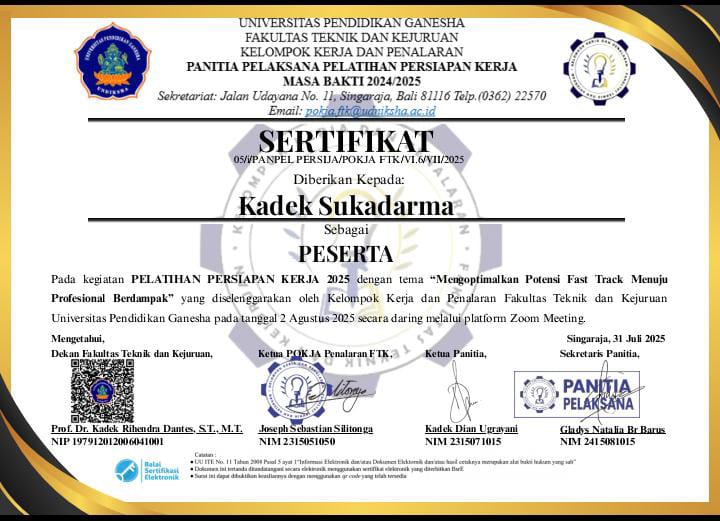 UNIVERSITAS PENDIDIKAN GANESHA
FAKULTAS TEKNIK DAN KEJURUAN
KELOMPOK KERJA DAN PENALARAN
PANITIA PELAKSANA PELATIHAN PERSIAPAN KERJA
MASA BAKTI 2024/2025
Sekretariat: Jalan Udayana No. 11, Singaraja, Bali 81116 Telp.(0362) 22570
Email: pokja.ftk@udniksha.ac.id
SERTIFIKAT
05/i/PANPEL PERSIJA/POKJA FTK/VI.6/VII/2025
Diberikan Kepada:
Kadek Sukadarma
Sebagai
PESERTA
Pada kegiatan PELATIHAN PERSIAPAN KERJA 2025 dengan tema “Mengoptimalkan Potensi Fast Track Menuju
Profesional Berdampak” yang diselenggarakan oleh Kelompok Kerja dan Penalaran Fakultas Teknik dan Kejuruan
Universitas Pendidikan Ganesha pada tanggal 2 Agustus 2025 secara daring melalui platform Zoom Meeting.
Mengetahui,
Singaraja, 31 Juli 2025
Dekan Fakultas Teknik dan Kejuruan,
Ketua POKJA Penalaran FTK,
Ketua Panitia,
Sekretaris Panitia,
PANITIA
PELAKSANA
Prof. Dr. Kadek Rihendra Dantes, S.T., M.T.
Joseph Sebastian Silitonga
Kadek Dian Ugrayani
Gladys Natalia Br Barus
NIP 197912012006041001
NIM 2315051050
NIM 2315071015
NIM 2415081015
Balai
Sertifikasi
Elektronik
Catatan :
• UU ITE No. 11 Tahun 2008 Pasal 5 ayat 1 “Informasi Elektronik dan/atau Dokumen Elektronik dan/atau hasil cetaknya merupakan alat bukti hukum yang sah”
• Dokumen ini tertanda ditandatangani secara elektronik menggunakan sertifikat elektronik yang diterbitkan BsrE
• Surat ini dapat dibuktikan keasliannya dengan menggunakan qr code yang telah tersedia